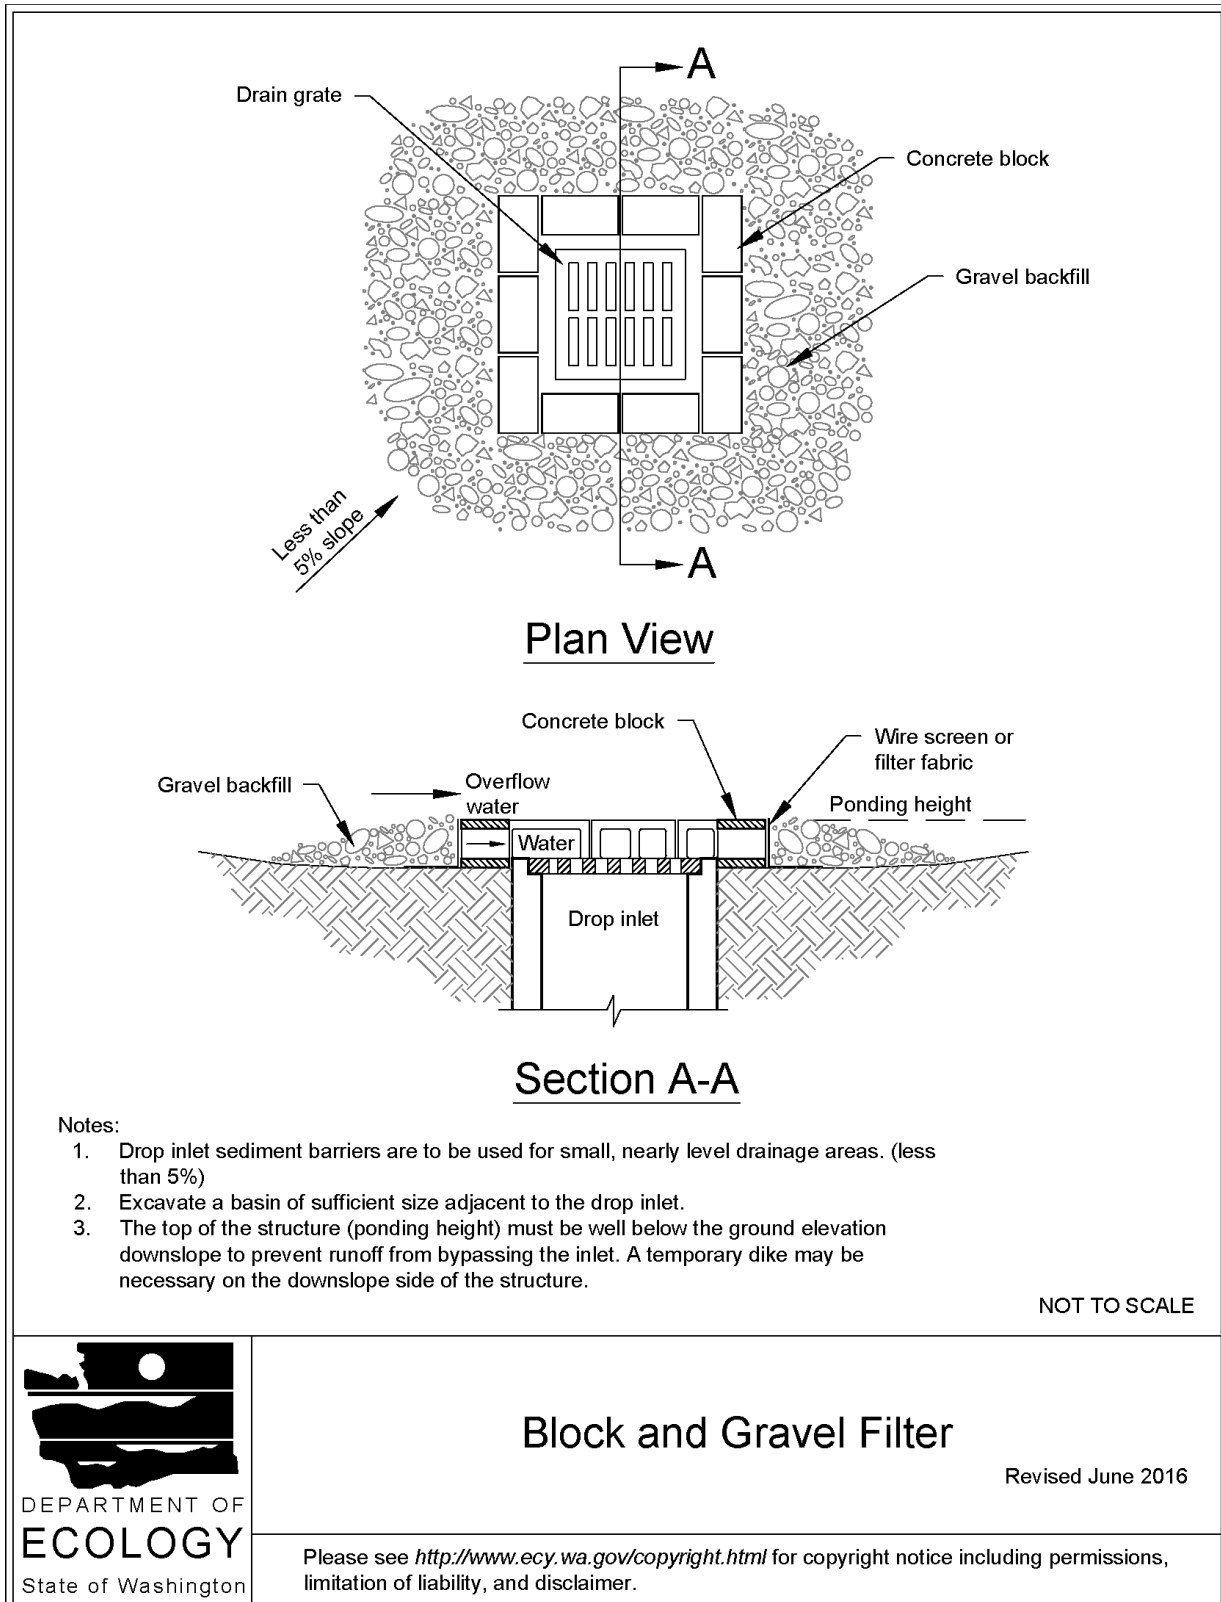 A
Drain grate
Concrete block
Gravel backfill
Less than
5% slope
A
Plan View
Concrete block
Wire screen or
filter fabric
Gravel backfill
Overflow
water
Ponding height
Water
Drop inlet
Section A-A
Notes:
1. Drop inlet sediment barriers are to be used for small, nearly level drainage areas. (less
than 5%)
2. Excavate a basin of sufficient size adjacent to the drop inlet.
3. The top of the structure (ponding height) must be well below the ground elevation
downslope to prevent runoff from bypassing the inlet. A temporary dike may be
necessary on the downslope side of the structure.
NOT TO SCALE
Block and Gravel Filter
Revised June 2016
DEPARTMENT OF
ECOLOGY
State of Washington
Please see http://www.ecy.wa.gov/copyright.html for copyright notice including permissions,
limitation of liability, and disclaimer.